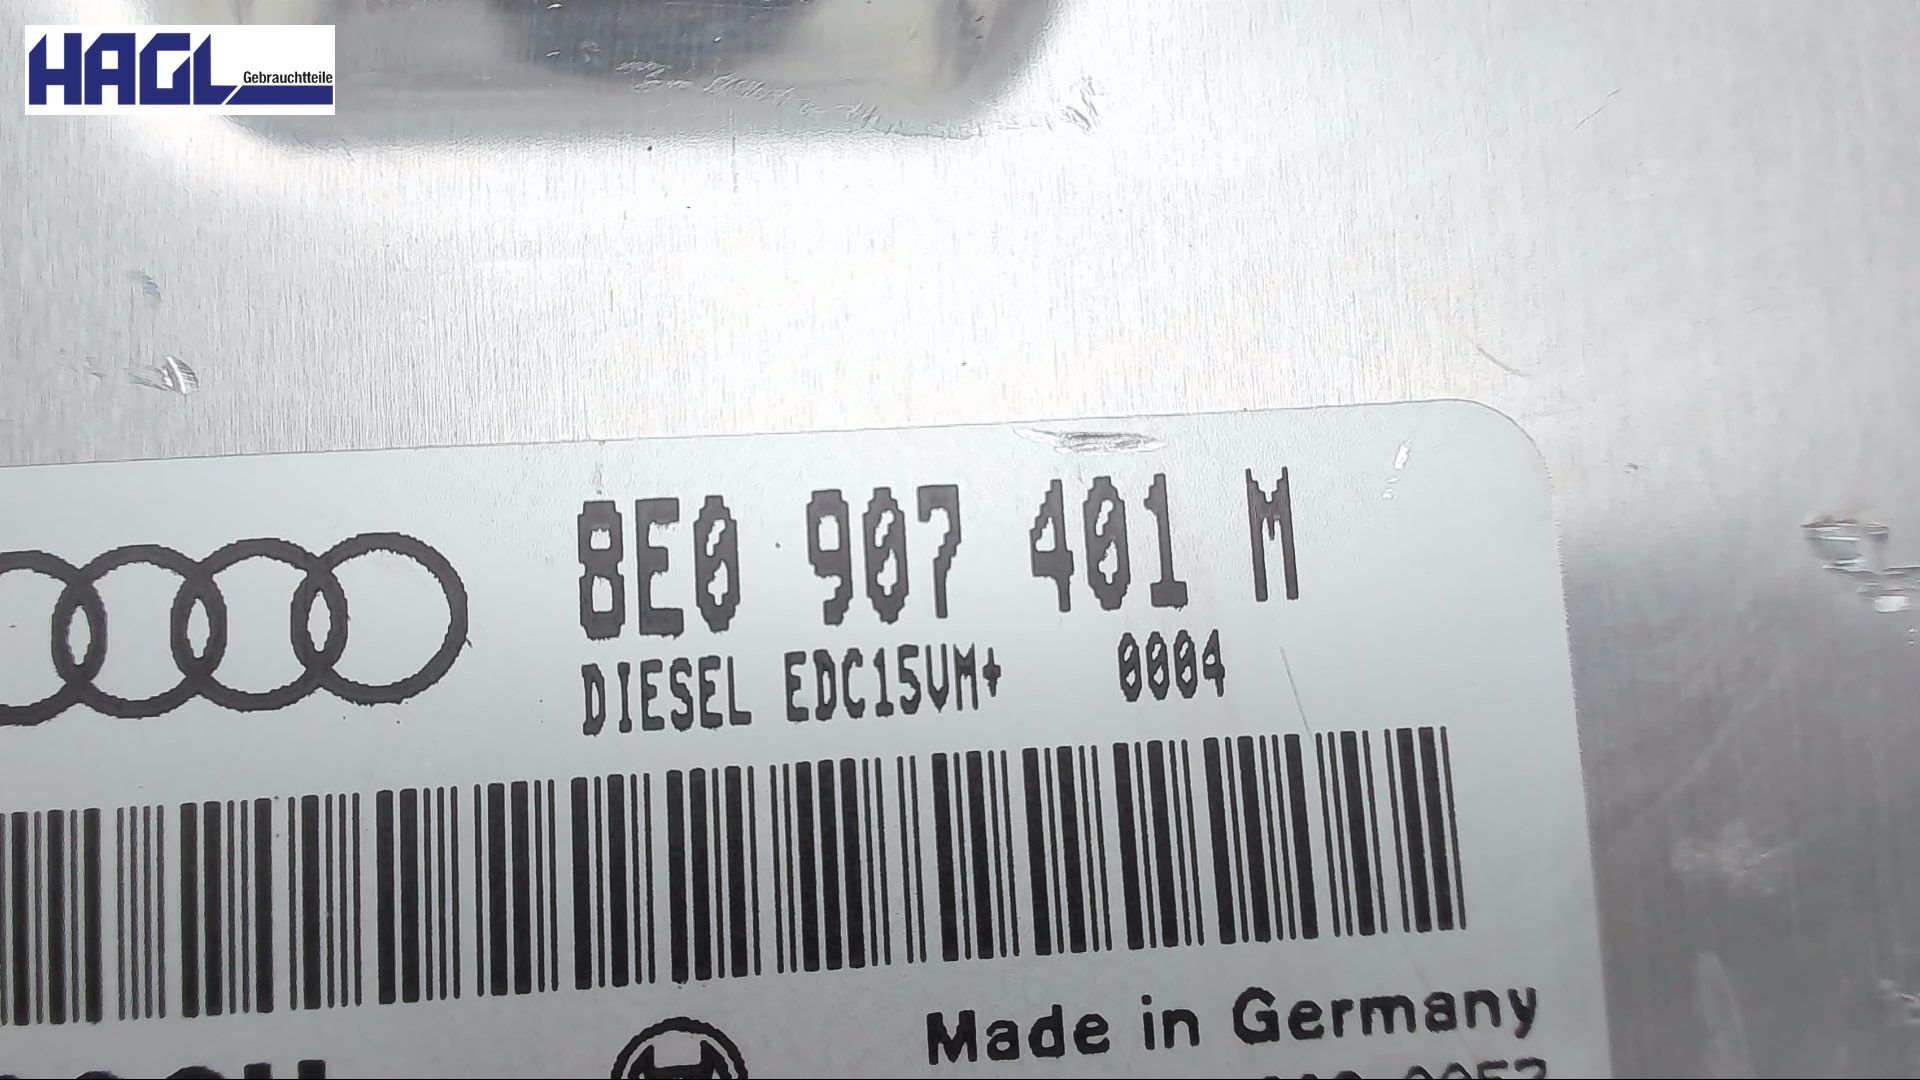 HAGL
Gebrauchtteile
8E0 907 401 M
DIESEL EDC15VM+ 0004
Made in Germany